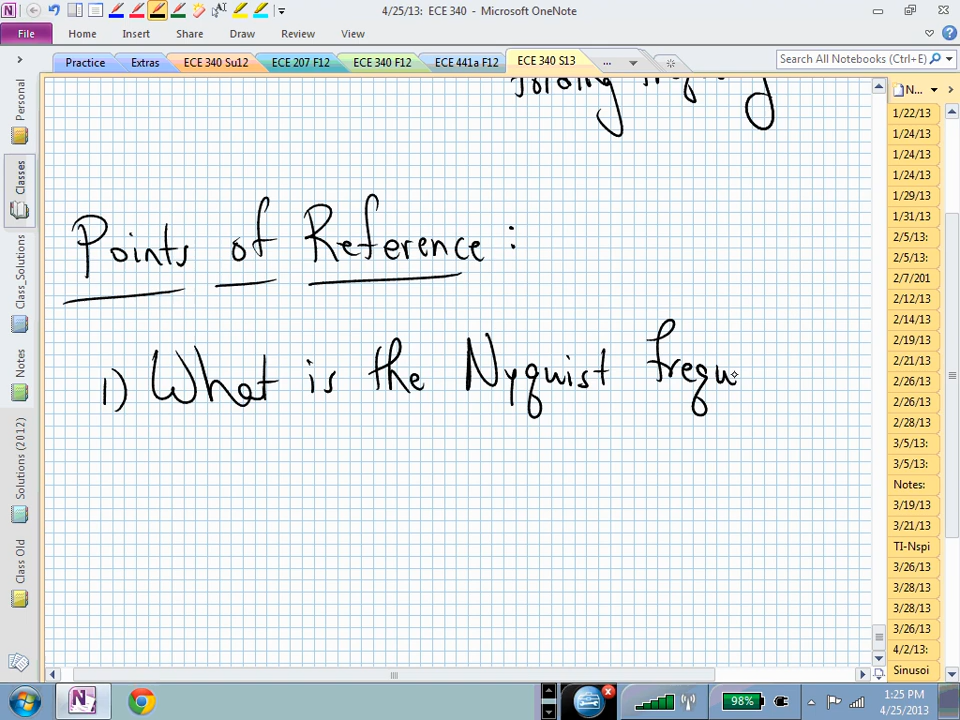 4/25/13: ECE 340 - Microsoft OneNote
File Home Insert Share Draw Review View
Practice Extras ECE 340 Su12 ECE 207 F12 ECE 340 F12 ECE 441a F12 ECE 340 S13 ...
Search All Notebooks (Ctrl+E)
Personal
Classes
Class_Solutions
Notes
Solutions (2012)
Class Old
Points of Reference:
1) What is the Nyquist frequ
N...
1/22/13
1/24/13
1/24/13
1/24/13
1/29/13
1/31/13
2/5/13:
2/5/13:
2/7/201
2/12/13
2/14/13
2/19/13
2/21/13
2/26/13
2/26/13
2/28/13
3/5/13:
3/5/13:
Notes:
3/19/13
3/21/13
TI-Nspi
3/26/13
3/28/13
3/28/13
3/26/13
4/2/13:
Sinusoi
98%
1:25 PM
4/25/2013